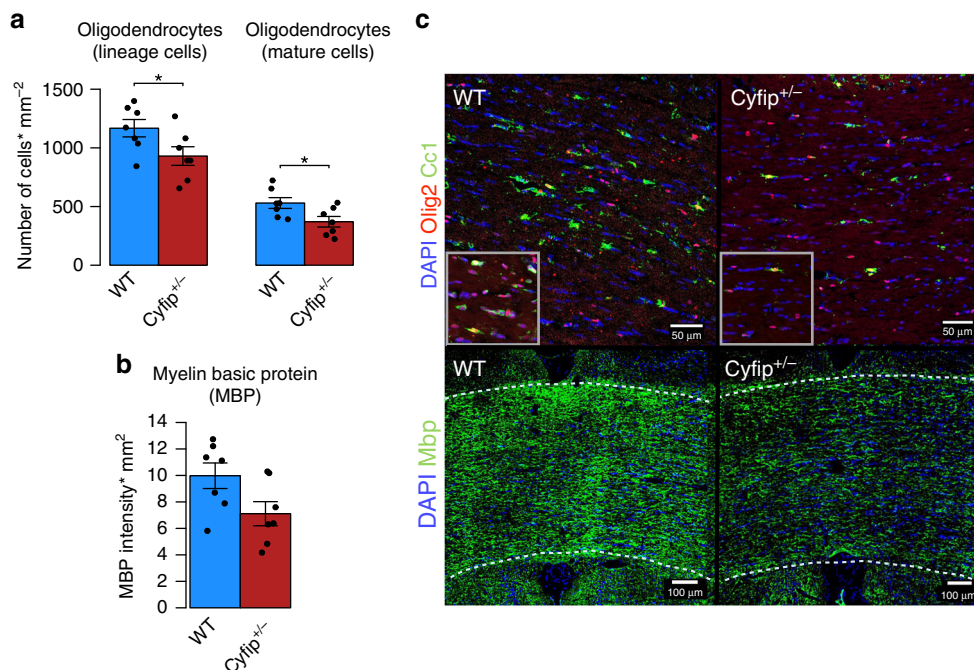 a
Oligodendrocytes
(lineage cells)
Oligodendrocytes
(mature cells)
Number of cells* mm⁻²
1500
1000
500
0
*
*
WT
Cyfip⁺/⁻
WT
Cyfip⁺/⁻
b
Myelin basic protein
(MBP)
MBP intensity* mm²
14
12
10
8
6
4
2
0
WT
Cyfip⁺/⁻
c
DAPI Olig2 Cc1
WT
50 µm
Cyfip⁺/⁻
50 µm
DAPI Mbp
WT
100 µm
Cyfip⁺/⁻
100 µm